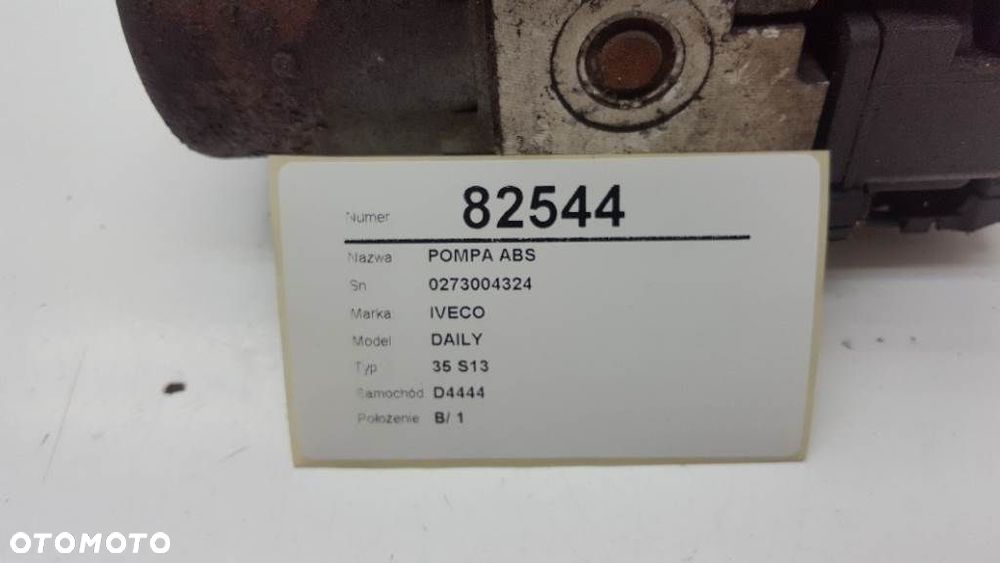 Numer 82544
Nazwa POMPA ABS
Sn 0273004324
Marka IVECO
Model DAILY
Typ 35 S13
Samochód D4444
Położenie B/ 1
OTOMOTO